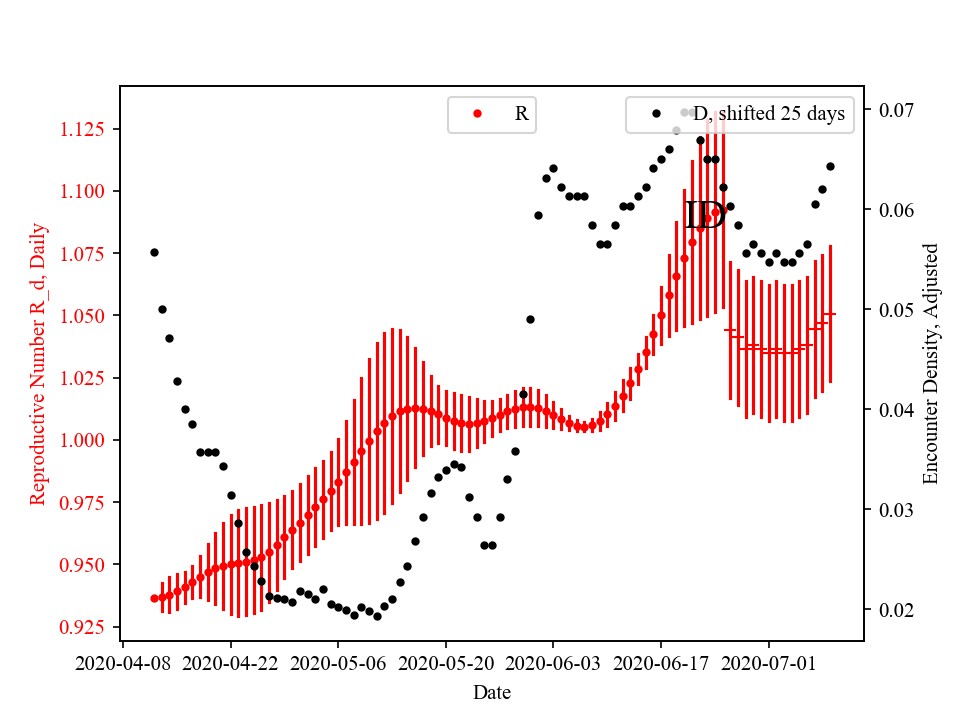 R
D, shifted 25 days
ID
Reproductive Number R_d, Daily
1.125
1.100
1.075
1.050
1.025
1.000
0.975
0.950
0.925
0.07
0.06
0.05
0.04
0.03
0.02
Encounter Density, Adjusted
2020-04-08 2020-04-22 2020-05-06 2020-05-20 2020-06-03 2020-06-17 2020-07-01
Date